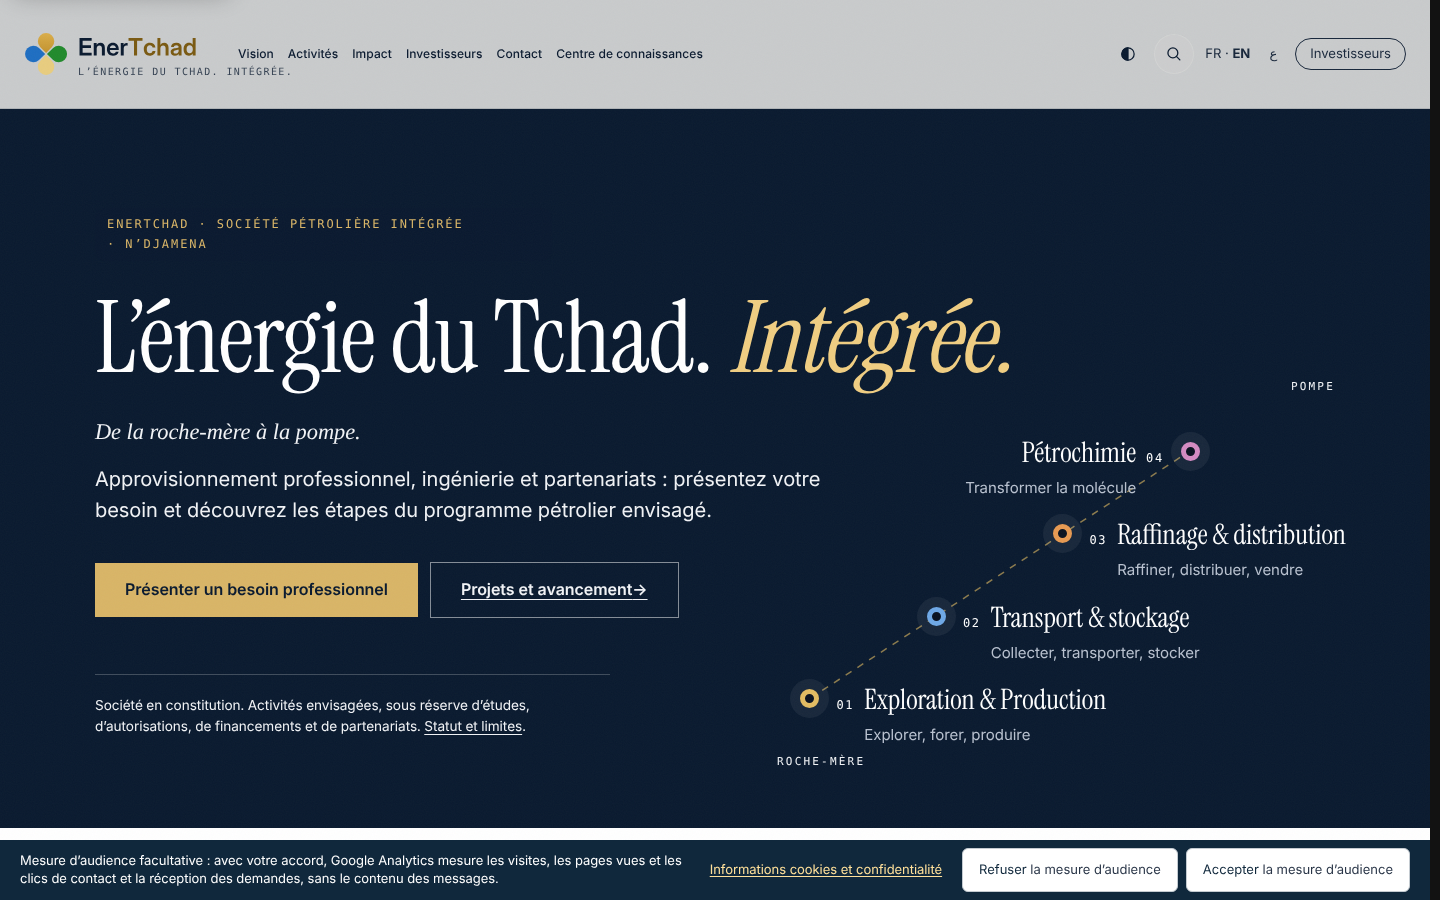 EnerTchad
L’ÉNERGIE DU TCHAD. INTÉGRÉE.
Vision Activités Impact Investisseurs Contact Centre de connaissances
FR · EN ع Investisseurs
ENERTCHAD · SOCIÉTÉ PÉTROLIÈRE INTÉGRÉE
· N’DJAMENA
L’énergie du Tchad. Intégrée.
De la roche-mère à la pompe.
Approvisionnement professionnel, ingénierie et partenariats : présentez votre
besoin et découvrez les étapes du programme pétrolier envisagé.
Présenter un besoin professionnel
Projets et avancement→
Société en constitution. Activités envisagées, sous réserve d’études,
d’autorisations, de financements et de partenariats. Statut et limites.
POMPE
Pétrochimie 04
Transformer la molécule
03 Raffinage & distribution
Raffiner, distribuer, vendre
02 Transport & stockage
Collecter, transporter, stocker
01 Exploration & Production
Explorer, forer, produire
ROCHE-MÈRE
Mesure d’audience facultative : avec votre accord, Google Analytics mesure les visites, les pages vues et les
clics de contact et la réception des demandes, sans le contenu des messages.
Informations cookies et confidentialité
Refuser la mesure d’audience
Accepter la mesure d’audience